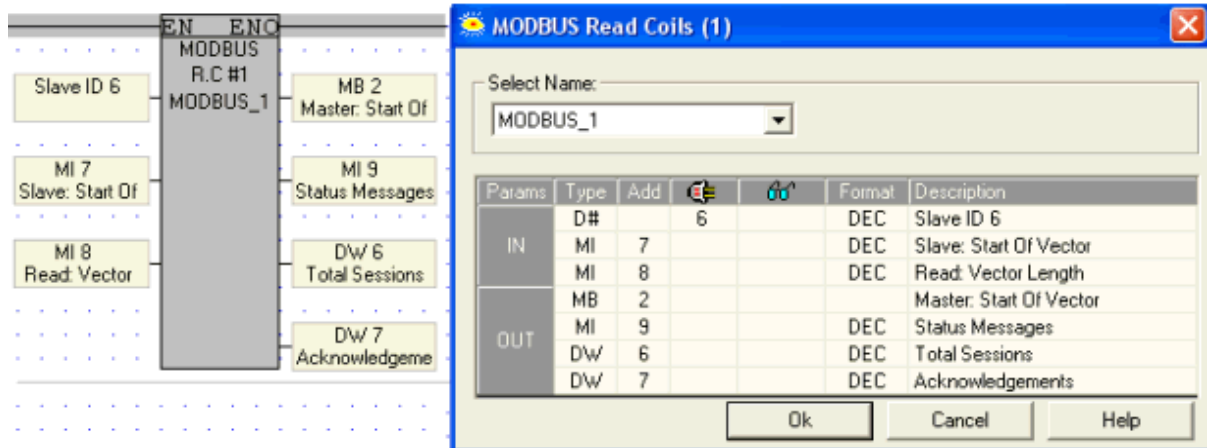 EN ENO
MODBUS
R.C #1
MODBUS_1
Slave ID 6
MB 2
Master: Start Of
MI 7
Slave: Start Of
MI 9
Status Messages
MI 8
Read: Vector
DW 6
Total Sessions
DW 7
Acknowledgeme
MODBUS Read Coils (1)
Select Name:
MODBUS_1
Params Type Add Format Description
IN
D# 6 DEC Slave ID 6
MI 7 DEC Slave: Start Of Vector
MI 8 DEC Read: Vector Length
OUT
MB 2 Master: Start Of Vector
MI 9 DEC Status Messages
DW 6 DEC Total Sessions
DW 7 DEC Acknowledgements
Ok Cancel Help